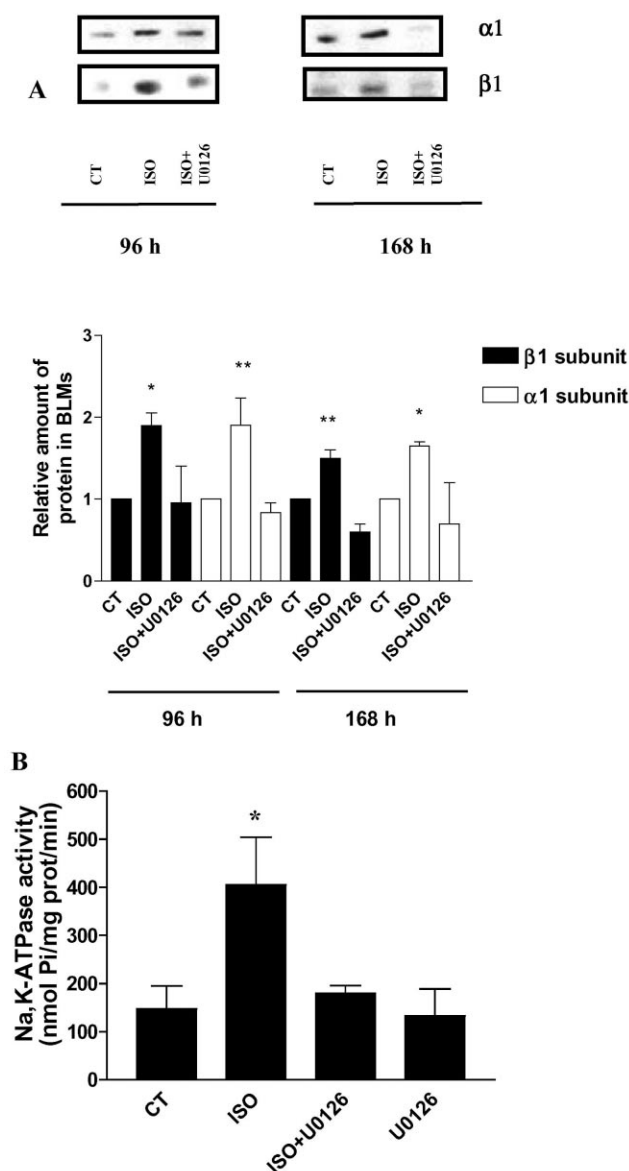 α1
β1
A
CT
ISO
ISO+
U0126
CT
ISO
ISO+
U0126
96 h
168 h
Relative amount of
protein in BLMs
3
2
1
0
*
**
**
*
β1 subunit
α1 subunit
CT
ISO
ISO+U0126
CT
ISO
ISO+U0126
CT
ISO
ISO+U0126
CT
ISO
ISO+U0126
96 h
168 h
B
Na,K-ATPase activity
(nmol Pi/mg prot/min)
600
500
400
300
200
100
0
*
CT
ISO
ISO+U0126
U0126